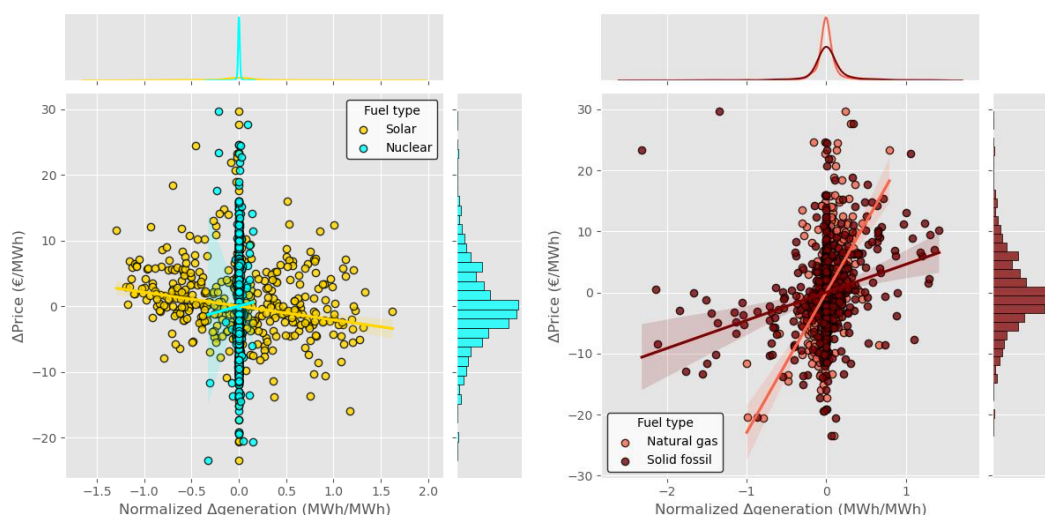 Fuel type
Solar
Nuclear
30
20
10
0
−10
−20
ΔPrice (€/MWh)
−1.5 −1.0 −0.5 0.0 0.5 1.0 1.5 2.0
Normalized Δgeneration (MWh/MWh)
30
20
10
0
−10
−20
−30
ΔPrice (€/MWh)
Fuel type
Natural gas
Solid fossil
−2 −1 0 1
Normalized Δgeneration (MWh/MWh)